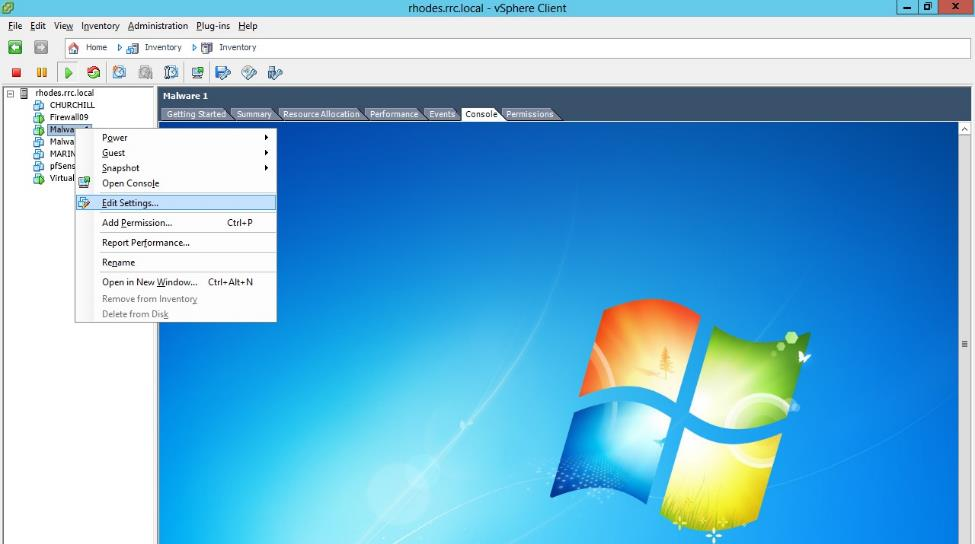 rhodes.rrc.local - vSphere Client
File Edit View Inventory Administration Plug-ins Help
Home Inventory Inventory
rhodes.rrc.local
CHURCHILL
Firewall09
Malwa
Malwa
MARIN
pfSens
Virtual
Malware 1
Getting Started Summary Resource Allocation Performance Events Console Permissions
Power
Guest
Snapshot
Open Console
Edit Settings...
Add Permission... Ctrl+P
Report Performance...
Rename
Open in New Window... Ctrl+Alt+N
Remove from Inventory
Delete from Disk